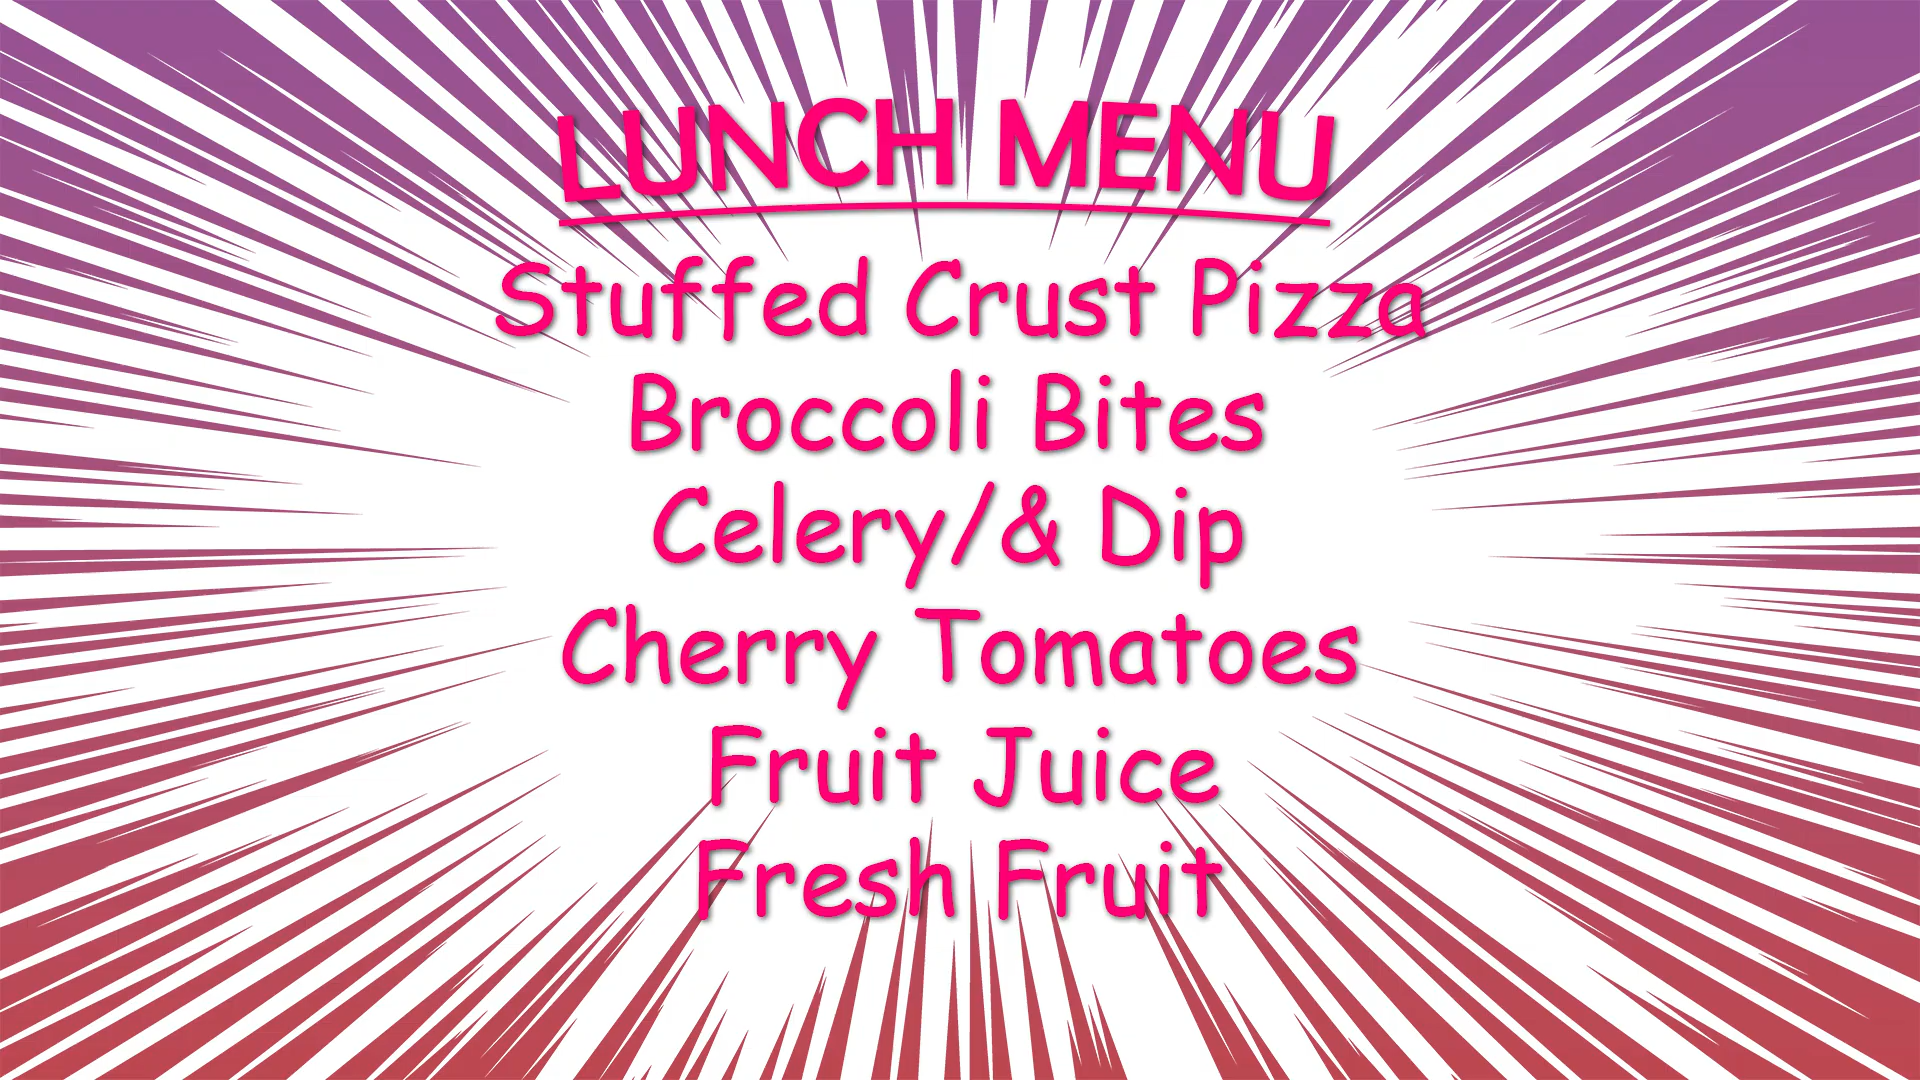 LUNCH MENU
Stuffed Crust Pizza
Broccoli Bites
Celery/& Dip
Cherry Tomatoes
Fruit Juice
Fresh Fruit